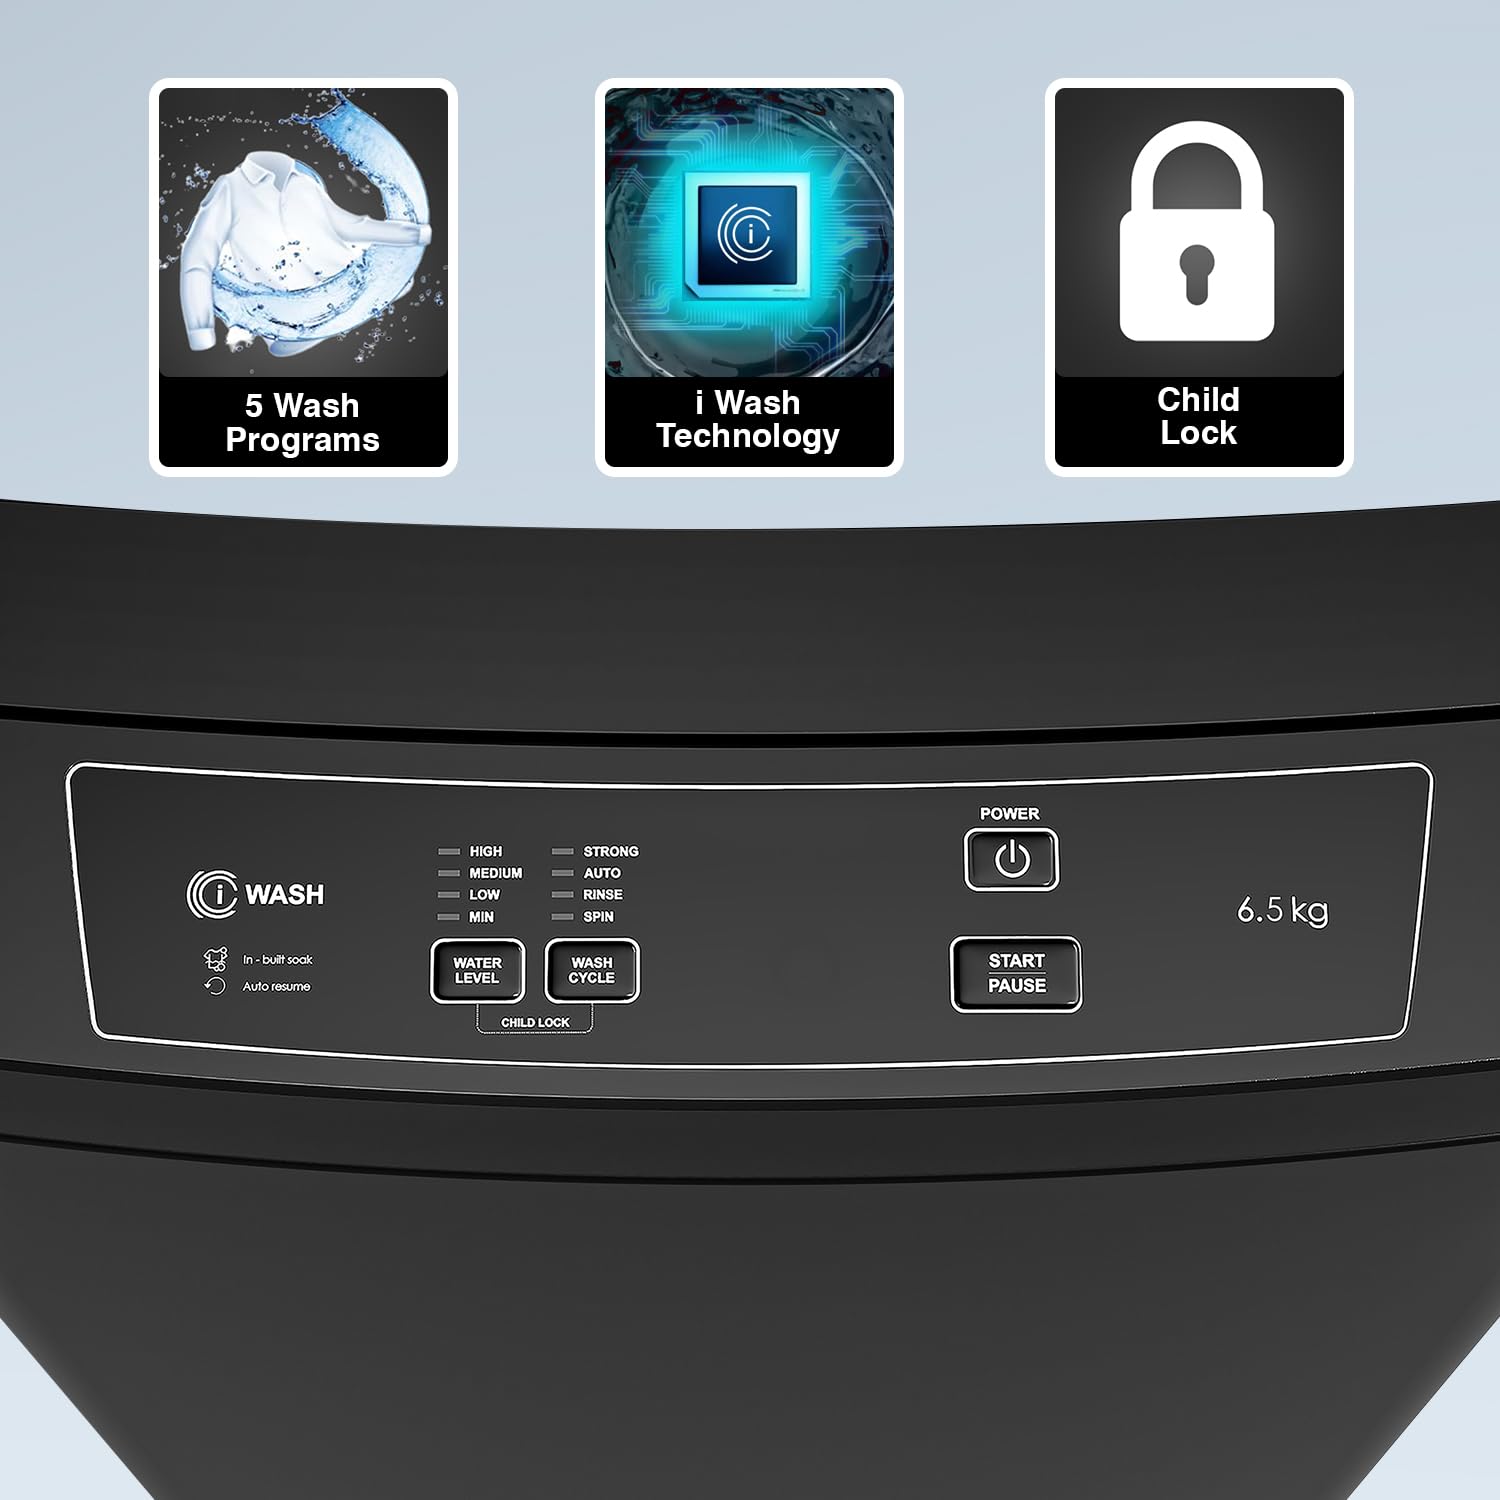 5 Wash
Programs
i Wash
Technology
Child
Lock
i WASH
In - built soak
Auto resume
HIGH
MEDIUM
LOW
MIN
STRONG
AUTO
RINSE
SPIN
WATER
LEVEL
WASH
CYCLE
CHILD LOCK
POWER
START
PAUSE
6.5 kg